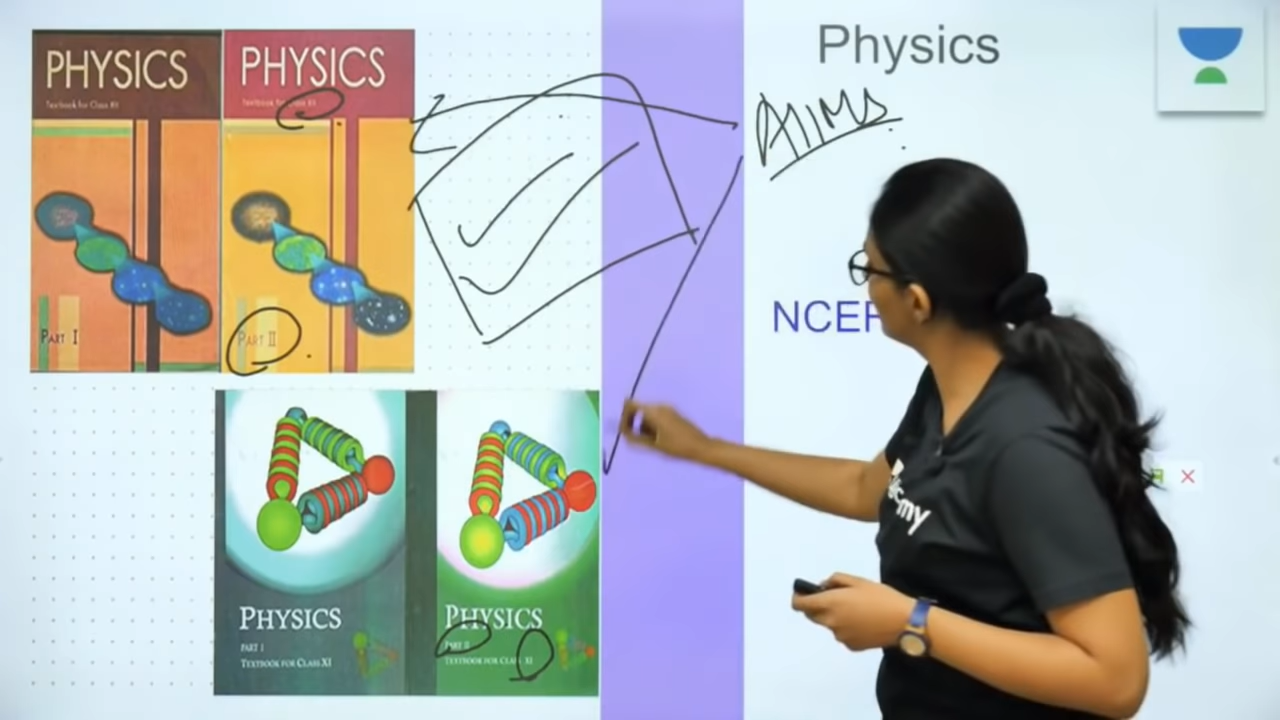 PHYSICS
Textbook for Class XII
PART I
PHYSICS
Textbook for Class XII
PART II
Physics
AIIMS
NCER
PHYSICS
PART I
TEXTBOOK FOR CLASS XI
PHYSICS
PART II
TEXTBOOK FOR CLASS XI
my